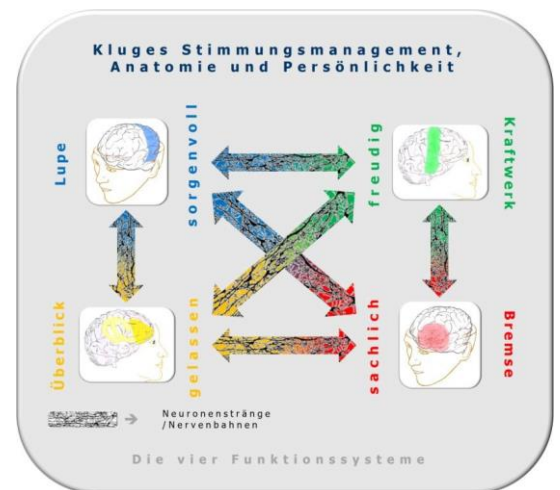 Kluges Stimmungsmanagement,
Anatomie und Persönlichkeit
Lupe
sorgenvoll
freudig
Kraftwerk
Überblick
gelassen
sachlich
Bremse
Neuronenstränge
/Nervenbahnen
Die vier Funktionssysteme